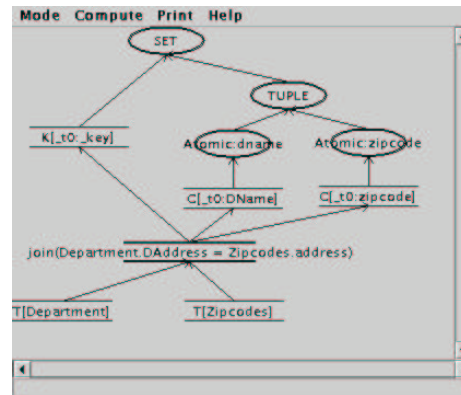 Mode Compute Print Help
SET
TUPLE
K[_t0:_key]
Atomic:dname
Atomic:zipcode
C[_t0:DName]
C[_t0:zipcode]
join(Department.DAddress = Zipcodes.address)
T[Department]
T[Zipcodes]